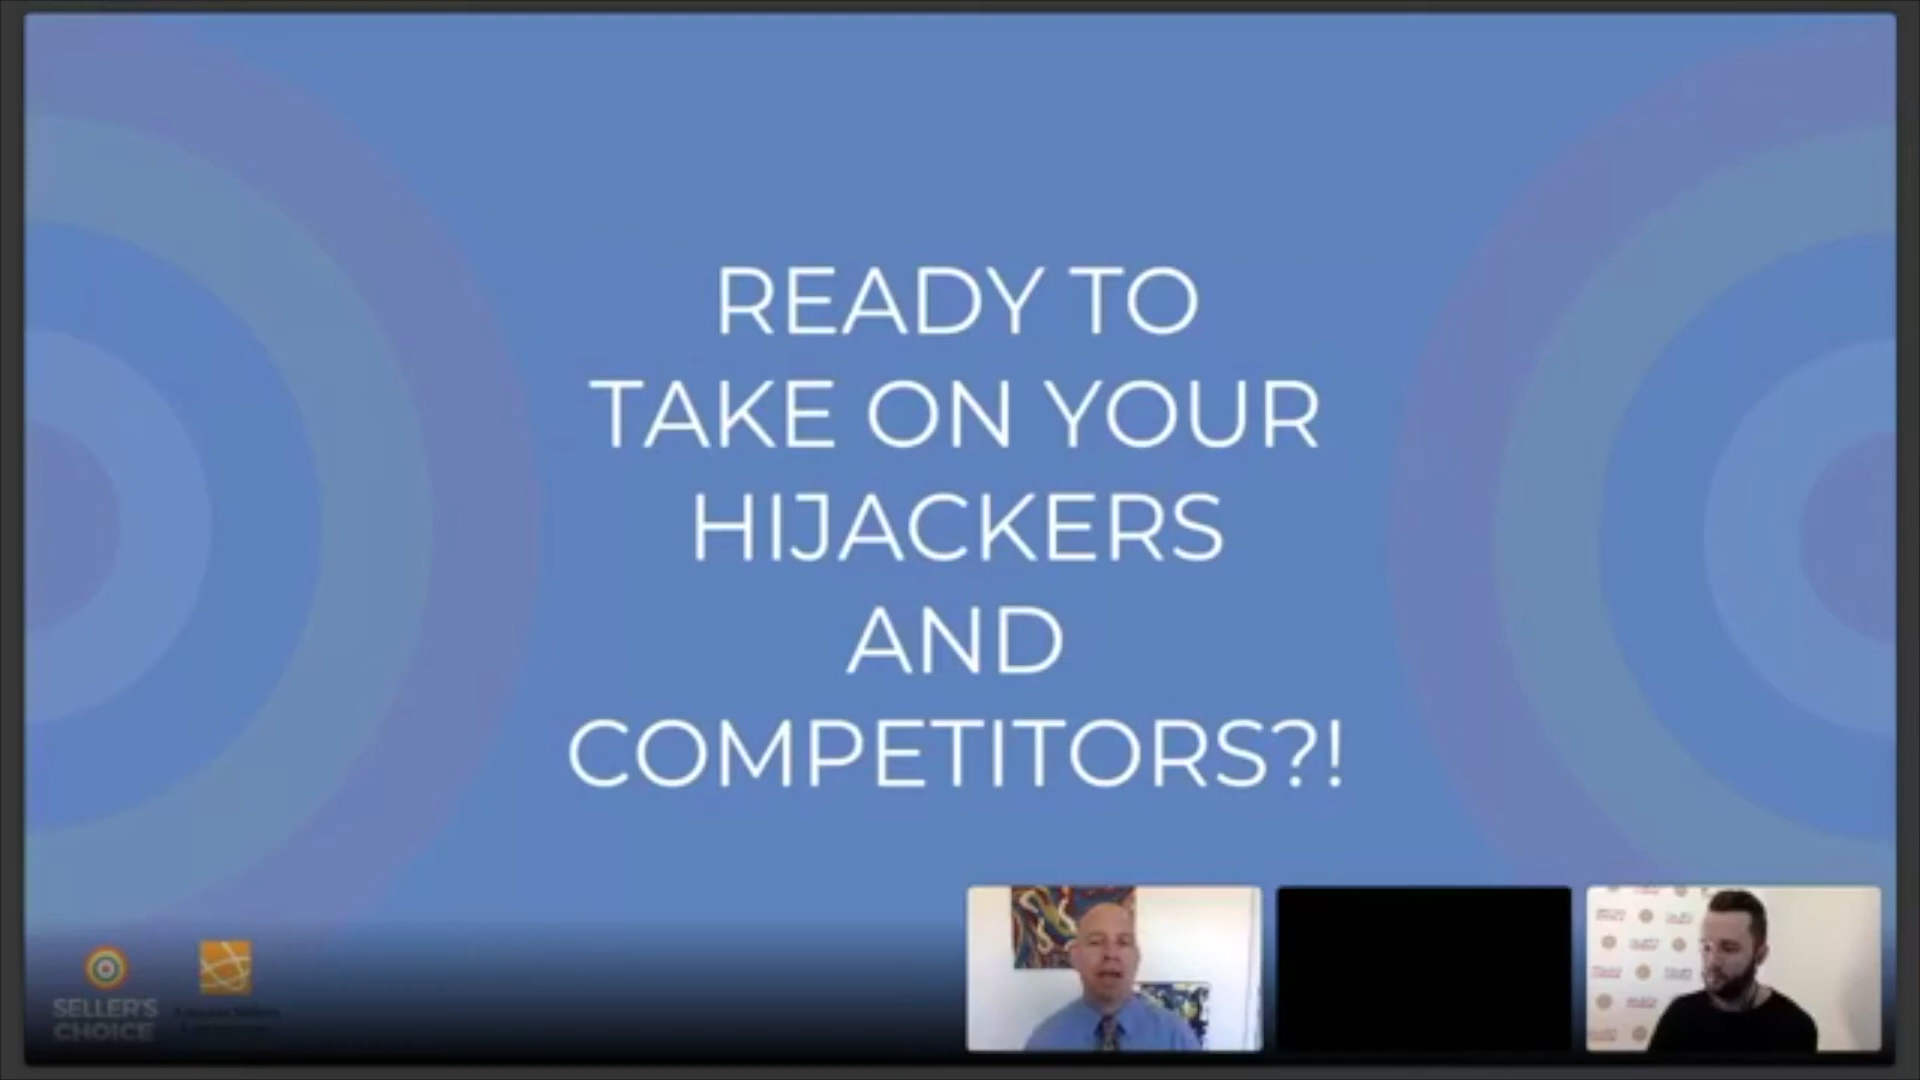 READY TO
TAKE ON YOUR
HIJACKERS
AND
COMPETITORS?!
SELLER'S
CHOICE